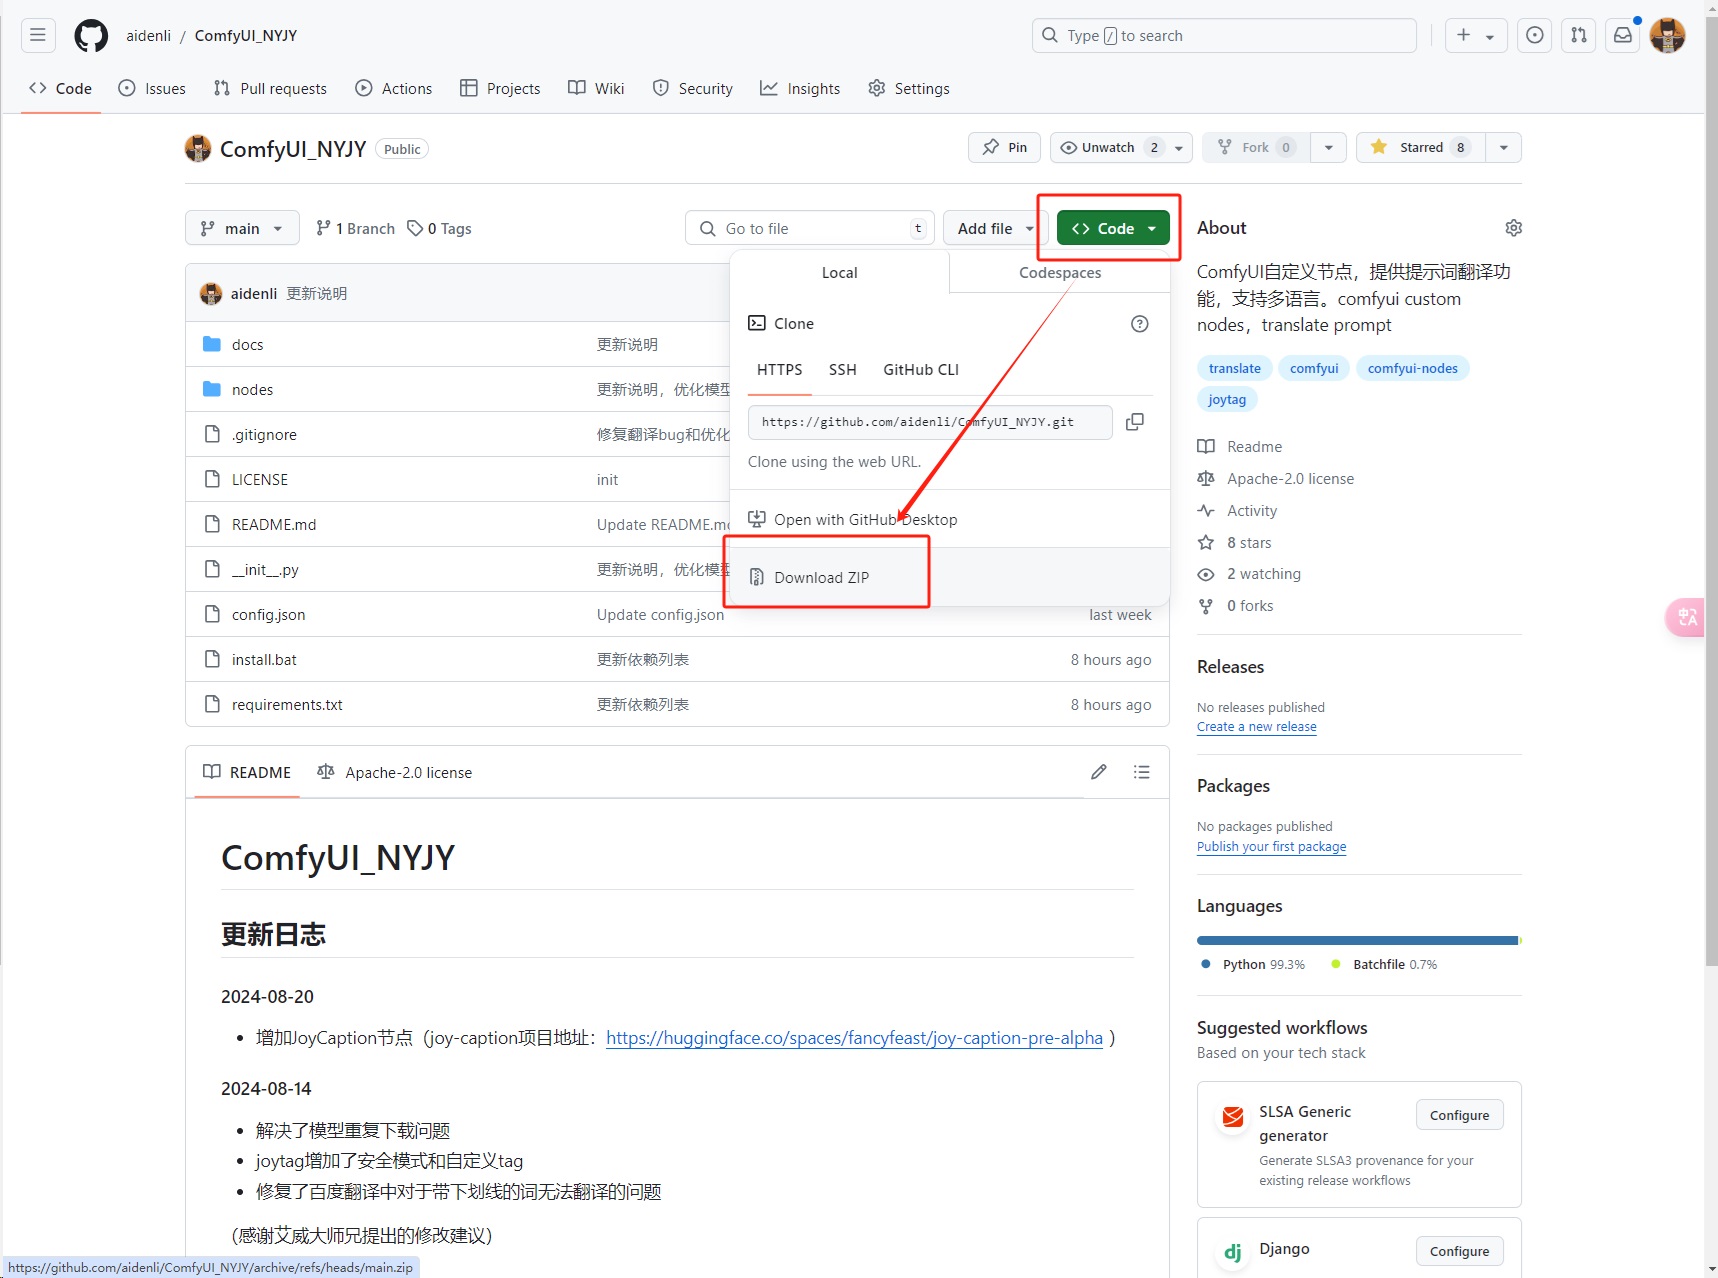 aidenli / ComfyUI_NYJY
Type / to search
Code
Issues
Pull requests
Actions
Projects
Wiki
Security
Insights
Settings
ComfyUI_NYJY Public
Pin
Unwatch 2
Fork 0
Starred 8
main
1 Branch
0 Tags
Go to file t
Add file
Code
Local
Codespaces
Clone
HTTPS
SSH
GitHub CLI
https://github.com/aidenli/ComfyUI_NYJY.git
Clone using the web URL.
Open with GitHub Desktop
Download ZIP
aidenli 更新说明
docs 更新说明
nodes 更新说明，优化模型
.gitignore 修复翻译bug和优化
LICENSE init
README.md Update README.md
__init__.py 更新说明，优化模型
config.json Update config.json last week
install.bat 更新依赖列表 8 hours ago
requirements.txt 更新依赖列表 8 hours ago
README
Apache-2.0 license
ComfyUI_NYJY
更新日志
2024-08-20
增加JoyCaption节点（joy-caption项目地址：https://huggingface.co/spaces/fancyfeast/joy-caption-pre-alpha ）
2024-08-14
解决了模型重复下载问题
joytag增加了安全模式和自定义tag
修复了百度翻译中对于带下划线的词无法翻译的问题
（感谢艾威大师兄提出的修改建议）
https://github.com/aidenli/ComfyUI_NYJY/archive/refs/heads/main.zip
About
ComfyUI自定义节点，提供提示词翻译功
能，支持多语言。comfyui custom
nodes，translate prompt
translate
comfyui
comfyui-nodes
joytag
Readme
Apache-2.0 license
Activity
8 stars
2 watching
0 forks
Releases
No releases published
Create a new release
Packages
No packages published
Publish your first package
Languages
Python 99.3%
Batchfile 0.7%
Suggested workflows
Based on your tech stack
SLSA Generic
generator
Configure
Generate SLSA3 provenance for your
existing release workflows
dj
Django
Configure